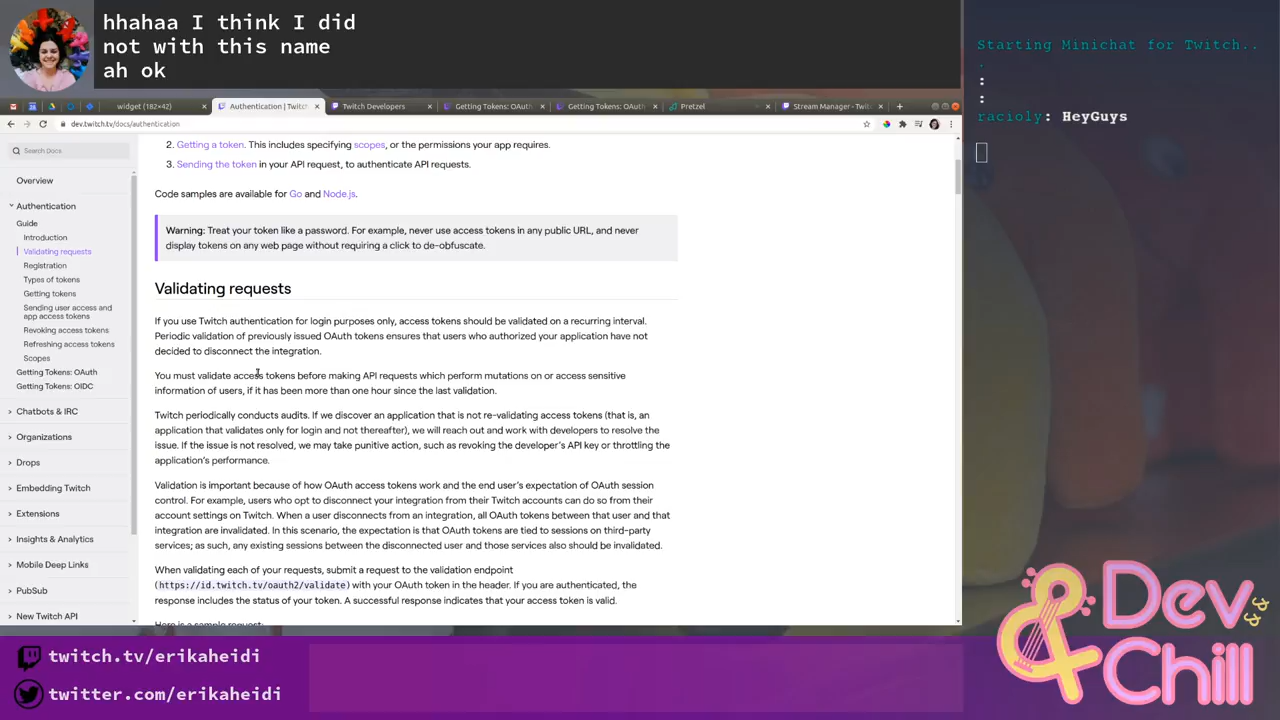 hhahaa I think I did
not with this name
ah ok
Starting Minichat for Twitch..
.
:
:
racioly: HeyGuys
widget (182×42)
Authentication | Twitch
Twitch Developers
Getting Tokens: OAuth
Getting Tokens: OAuth
Pretzel
Stream Manager - Twit
dev.twitch.tv/docs/authentication
Search Docs
Overview
Authentication
Guide
Introduction
Validating requests
Registration
Types of tokens
Getting tokens
Sending user access and
app access tokens
Revoking access tokens
Refreshing access tokens
Scopes
Getting Tokens: OAuth
Getting Tokens: OIDC
Chatbots & IRC
Organizations
Drops
Embedding Twitch
Extensions
Insights & Analytics
Mobile Deep Links
PubSub
New Twitch API
2. Getting a token. This includes specifying scopes, or the permissions your app requires.
3. Sending the token in your API request, to authenticate API requests.
Code samples are available for Go and Node.js.
Warning: Treat your token like a password. For example, never use access tokens in any public URL, and never
display tokens on any web page without requiring a click to de-obfuscate.
Validating requests
If you use Twitch authentication for login purposes only, access tokens should be validated on a recurring interval.
Periodic validation of previously issued OAuth tokens ensures that users who authorized your application have not
decided to disconnect the integration.
You must validate access tokens before making API requests which perform mutations on or access sensitive
information of users, if it has been more than one hour since the last validation.
Twitch periodically conducts audits. If we discover an application that is not re-validating access tokens (that is, an
application that validates only for login and not thereafter), we will reach out and work with developers to resolve the
issue. If the issue is not resolved, we may take punitive action, such as revoking the developer's API key or throttling the
application's performance.
Validation is important because of how OAuth access tokens work and the end user's expectation of OAuth session
control. For example, users who opt to disconnect your integration from their Twitch accounts can do so from their
account settings on Twitch. When a user disconnects from an integration, all OAuth tokens between that user and that
integration are invalidated. In this scenario, the expectation is that OAuth tokens are tied to sessions on third-party
services; as such, any existing sessions between the disconnected user and those services also should be invalidated.
When validating each of your requests, submit a request to the validation endpoint
(https://id.twitch.tv/oauth2/validate) with your OAuth token in the header. If you are authenticated, the
response includes the status of your token. A successful response indicates that your access token is valid.
Here is a sample request:
twitch.tv/erikaheidi
twitter.com/erikaheidi
Dev
&&
& Chill